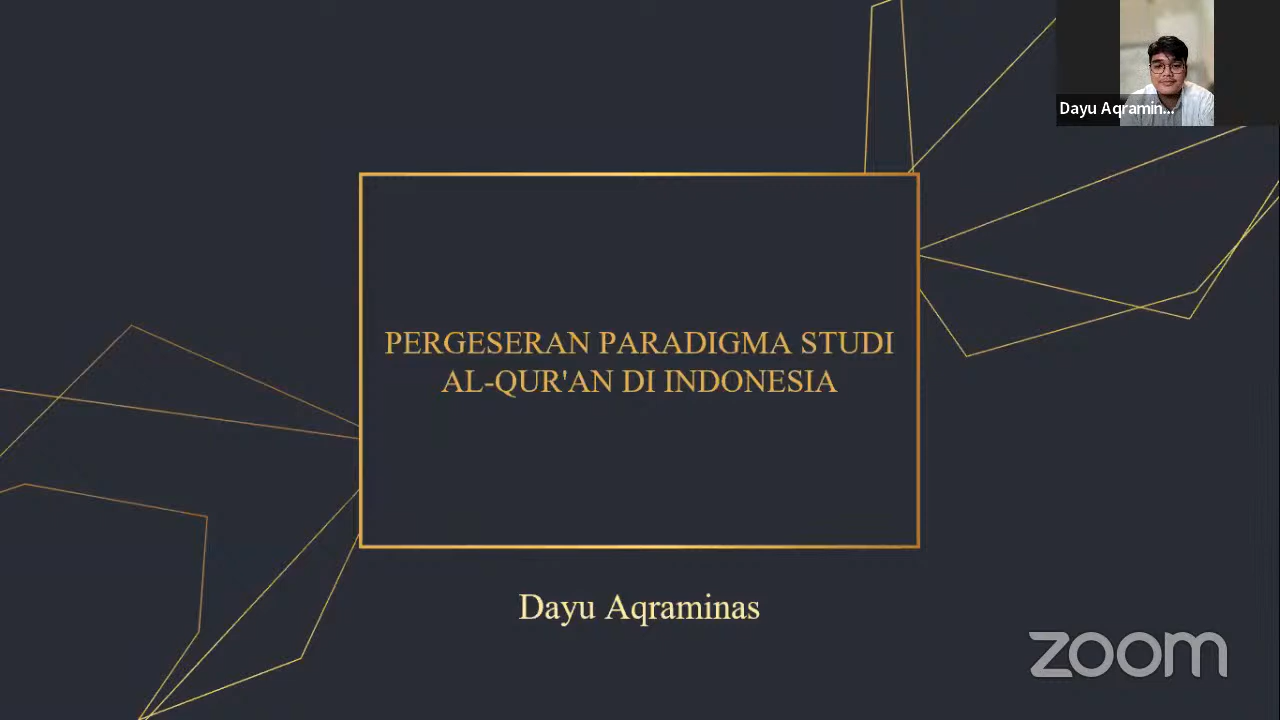 Dayu Aqramin...
PERGESERAN PARADIGMA STUDI
AL-QUR'AN DI INDONESIA
Dayu Aqraminas
zoom